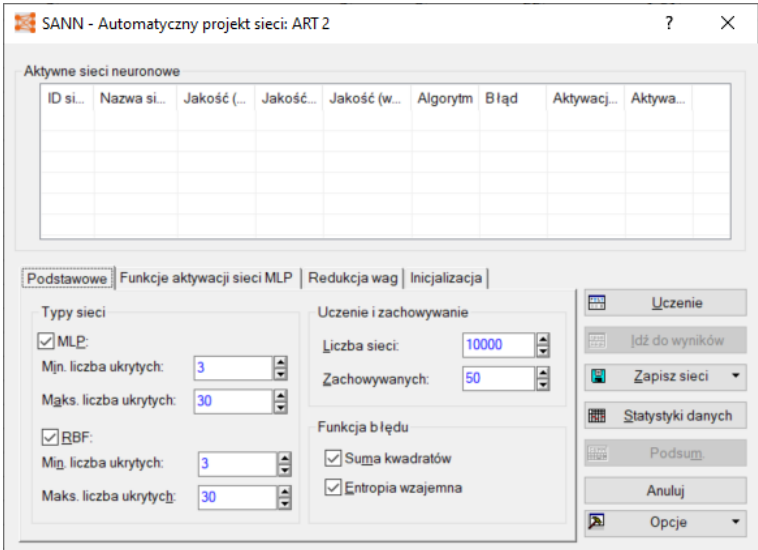 SANN - Automatyczny projekt sieci: ART 2
Aktywne sieci neuronowe
ID si... Nazwa si... Jakość (... Jakość... Jakość (w... Algorytm Błąd Aktywacj... Aktywa...
Podstawowe Funkcje aktywacji sieci MLP Redukcja wag Inicjalizacja
Typy sieci
MLP:
Min. liczba ukrytych: 3
Maks. liczba ukrytych: 30
RBF:
Min. liczba ukrytych: 3
Maks. liczba ukrytych: 30
Uczenie i zachowywanie
Liczba sieci: 10000
Zachowywanych: 50
Funkcja błędu
Suma kwadratów
Entropia wzajemna
Uczenie
Idź do wyników
Zapisz sieci
Statystyki danych
Podsum.
Anuluj
Opcje